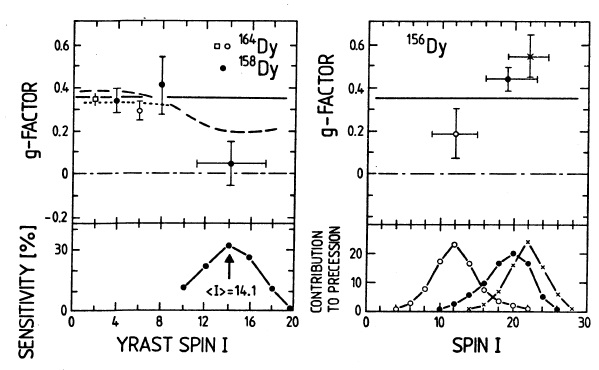 0.6
0.4
0.2
0
-0.2
g-FACTOR
¹⁶⁴Dy
¹⁵⁸Dy
30
0
SENSITIVITY [%]
<I>=14.1
0 4 8 12 16 20
YRAST SPIN I
0.6
0.4
0.2
0
g-FACTOR
¹⁵⁶Dy
20
10
0
CONTRIBUTION
TO PRECESSION
0 10 20 30
SPIN I